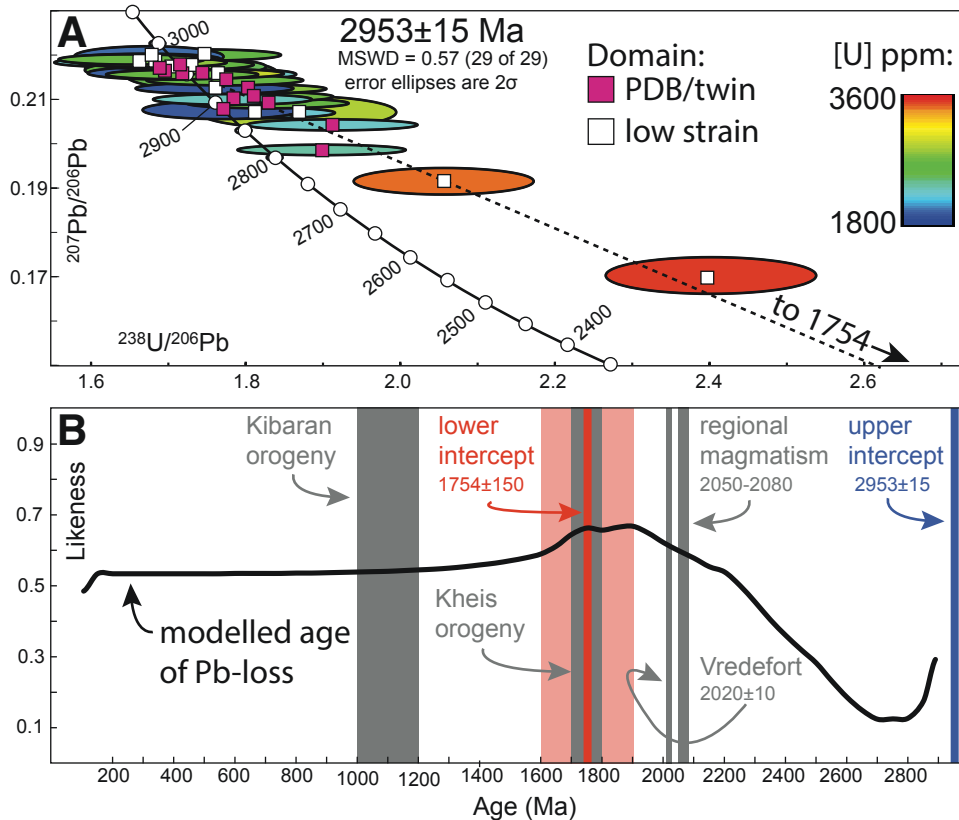 A
2953±15 Ma
MSWD = 0.57 (29 of 29)
error ellipses are 2σ
Domain:
PDB/twin
low strain
[U] ppm:
3600
1800
3000
2900
2800
2700
2600
2500
2400
to 1754
0.21
0.19
0.17
207Pb/206Pb
238U/206Pb
1.6 1.8 2.0 2.2 2.4 2.6
B
Kibaran
orogeny
lower
intercept
1754±150
regional
magmatism
2050-2080
upper
intercept
2953±15
Kheis
orogeny
Vredefort
2020±10
modelled age
of Pb-loss
Likeness
0.9
0.7
0.5
0.3
0.1
200 400 600 800 1000 1200 1400 1600 1800 2000 2200 2400 2600 2800
Age (Ma)